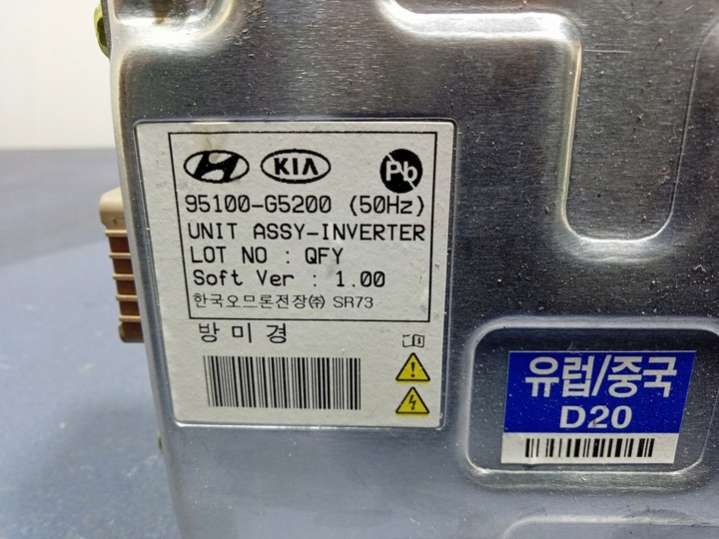 HYUNDAI KIA Pb
95100-G5200 (50Hz)
UNIT ASSY-INVERTER
LOT NO : QFY
Soft Ver : 1.00
한국오므론전장㈜ SR73
방미경
유럽/중국
D20